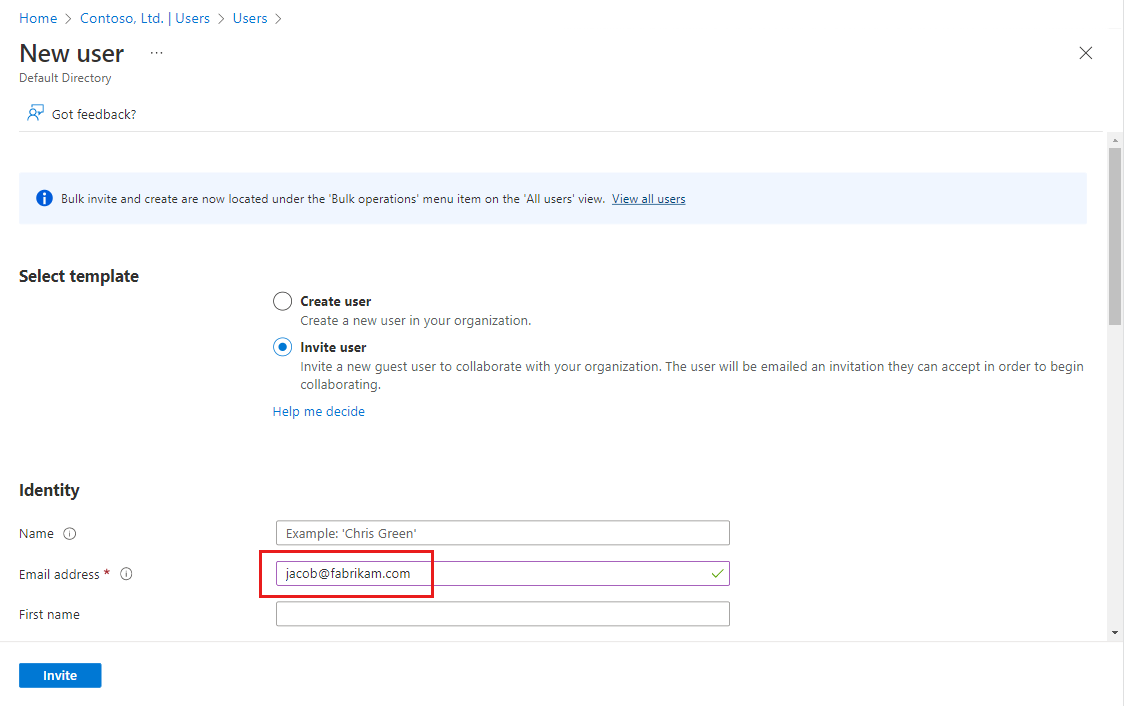 Home > Contoso, Ltd. | Users > Users >
New user ...
Default Directory
Got feedback?
Bulk invite and create are now located under the 'Bulk operations' menu item on the 'All users' view. View all users
Select template
Create user
Create a new user in your organization.
Invite user
Invite a new guest user to collaborate with your organization. The user will be emailed an invitation they can accept in order to begin
collaborating.
Help me decide
Identity
Name
Example: 'Chris Green'
Email address *
jacob@fabrikam.com
First name
Invite